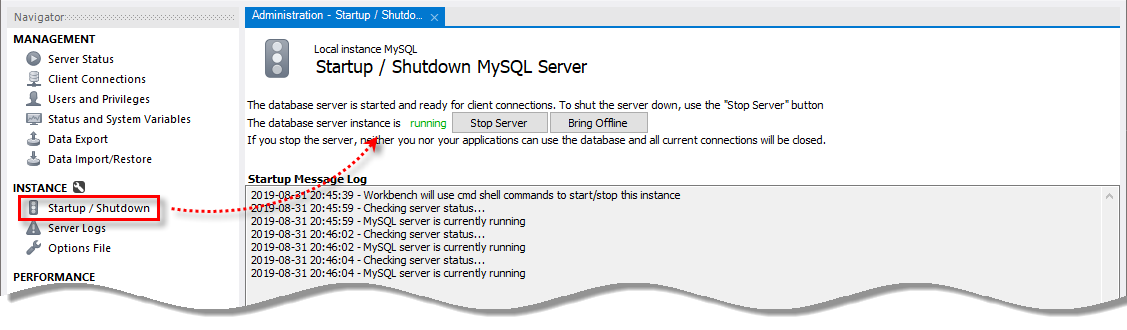 Navigator
MANAGEMENT
Server Status
Client Connections
Users and Privileges
Status and System Variables
Data Export
Data Import/Restore
INSTANCE
Startup / Shutdown
Server Logs
Options File
PERFORMANCE
Administration - Startup / Shutdo... ×
Local instance MySQL
Startup / Shutdown MySQL Server
The database server is started and ready for client connections. To shut the server down, use the "Stop Server" button
The database server instance is running Stop Server Bring Offline
If you stop the server, neither you nor your applications can use the database and all current connections will be closed.
Startup Message Log
2019-08-31 20:45:39 - Workbench will use cmd shell commands to start/stop this instance
2019-08-31 20:45:59 - Checking server status...
2019-08-31 20:45:59 - MySQL server is currently running
2019-08-31 20:46:02 - Checking server status...
2019-08-31 20:46:02 - MySQL server is currently running
2019-08-31 20:46:04 - Checking server status...
2019-08-31 20:46:04 - MySQL server is currently running